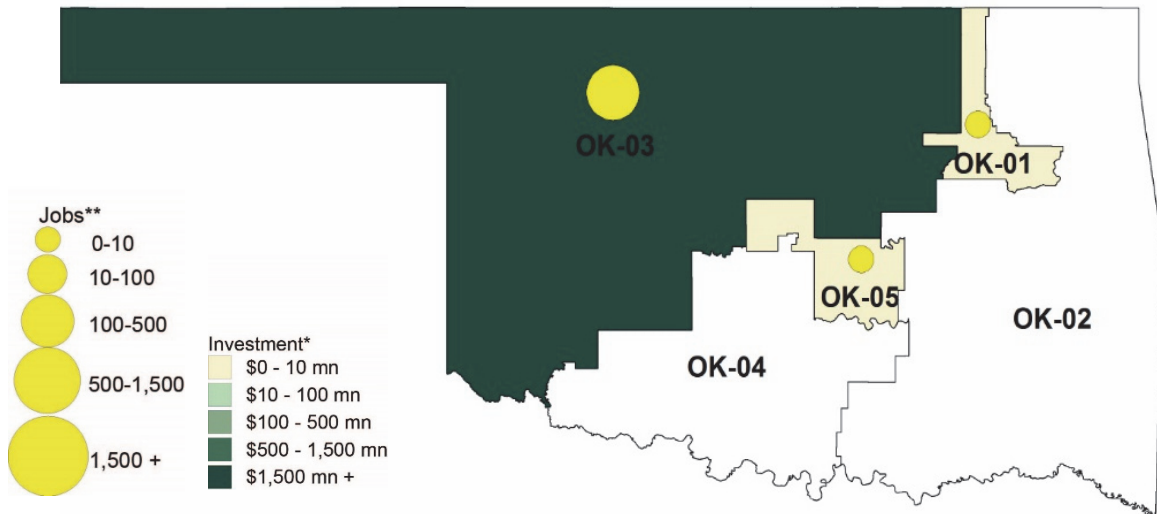 OK-03
OK-01
OK-05
OK-02
OK-04
Jobs**
0-10
10-100
100-500
500-1,500
1,500 +
Investment*
$0 - 10 mn
$10 - 100 mn
$100 - 500 mn
$500 - 1,500 mn
$1,500 mn +